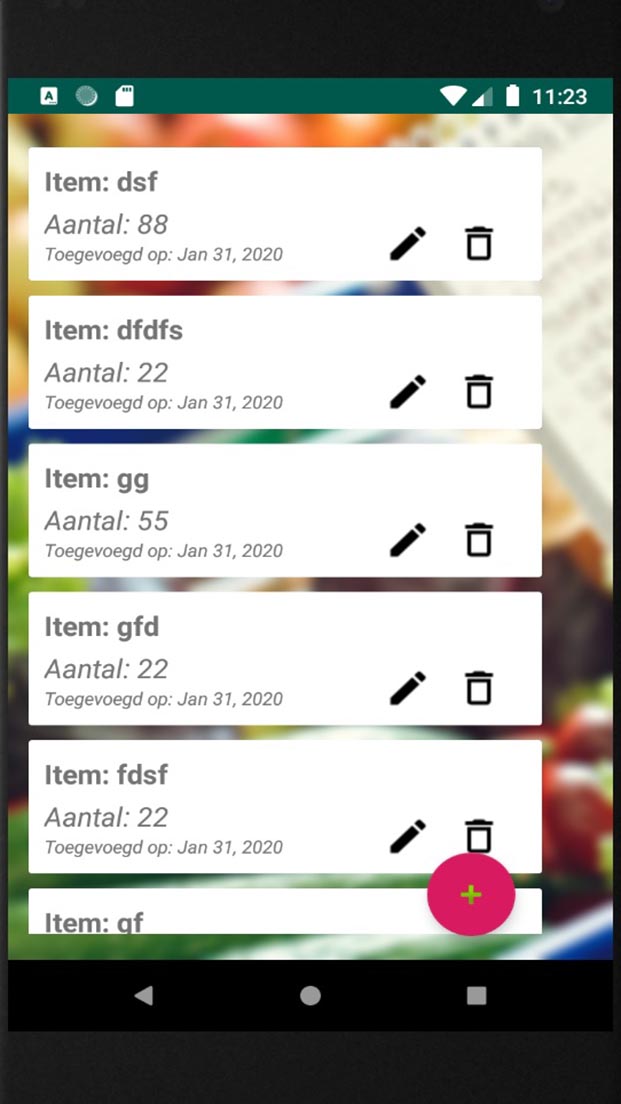 11:23
Item: dsf
Aantal: 88
Toegevoegd op: Jan 31, 2020
Item: dfdfs
Aantal: 22
Toegevoegd op: Jan 31, 2020
Item: gg
Aantal: 55
Toegevoegd op: Jan 31, 2020
Item: gfd
Aantal: 22
Toegevoegd op: Jan 31, 2020
Item: fdsf
Aantal: 22
Toegevoegd op: Jan 31, 2020
Item: gf